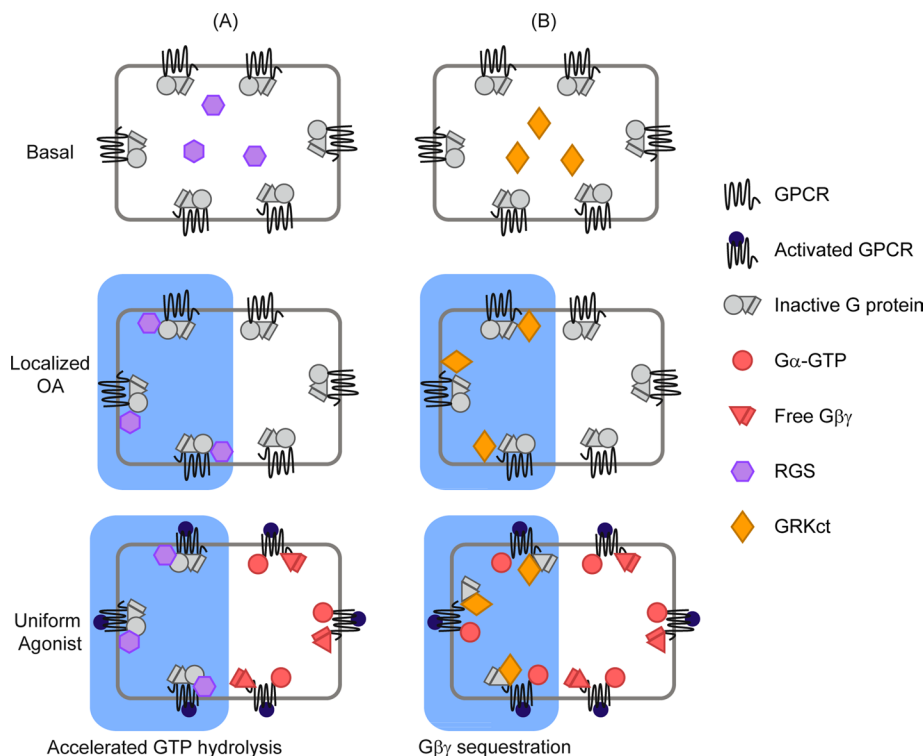 (A)
(B)
Basal
Localized
OA
Uniform
Agonist
Accelerated GTP hydrolysis
Gβγ sequestration
GPCR
Activated GPCR
Inactive G protein
Gα-GTP
Free Gβγ
RGS
GRKct